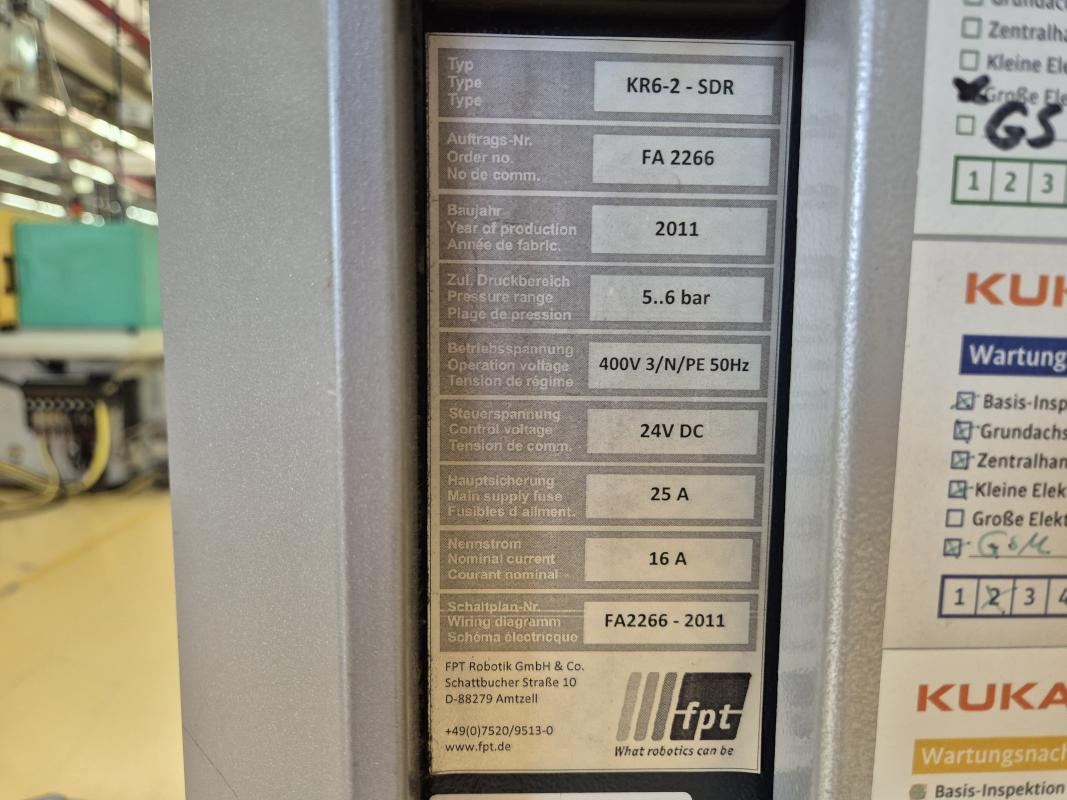 Typ
Type
Type
KR6-2 - SDR
Auftrags-Nr.
Order no.
No de comm.
FA 2266
Baujahr
Year of production
Année de fabric.
2011
Zul. Druckbereich
Pressure range
Plage de pression
5..6 bar
Betriebsspannung
Operation voltage
Tension de régime
400V 3/N/PE 50Hz
Steuerspannung
Control voltage
Tension de comm.
24V DC
Hauptsicherung
Main supply fuse
Fusibles d'ailment.
25 A
Nennstrom
Nominal current
Courant nominal
16 A
Schaltplan-Nr.
Wiring diagramm
Schéma électricque
FA2266 - 2011
FPT Robotik GmbH & Co.
Schattbucher Straße 10
D-88279 Amtzell
+49(0)7520/9513-0
www.fpt.de
fpt
What robotics can be
Zentralha
Kleine Ele
Große Ele
GS
1 2 3
KUK
Wartung
Basis-Insp
Grundachs
Zentralhan
Kleine Elek
Große Elekt
1 2 3 4
KUKA
Wartungsnach
Basis-Inspektion